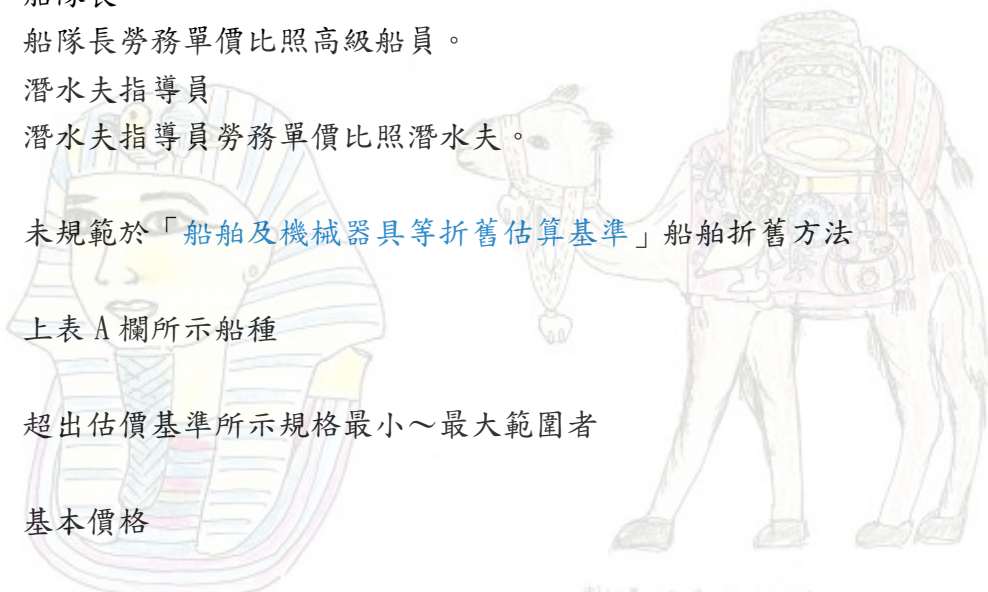 船隊長
船隊長勞務單價比照高級船員。
潛水夫指導員
潛水夫指導員勞務單價比照潛水夫。
未規範於「船舶及機械器具等折舊估算基準」船舶折舊方法
上表 A 欄所示船種
超出估價基準所示規格最小～最大範圍者
基本價格